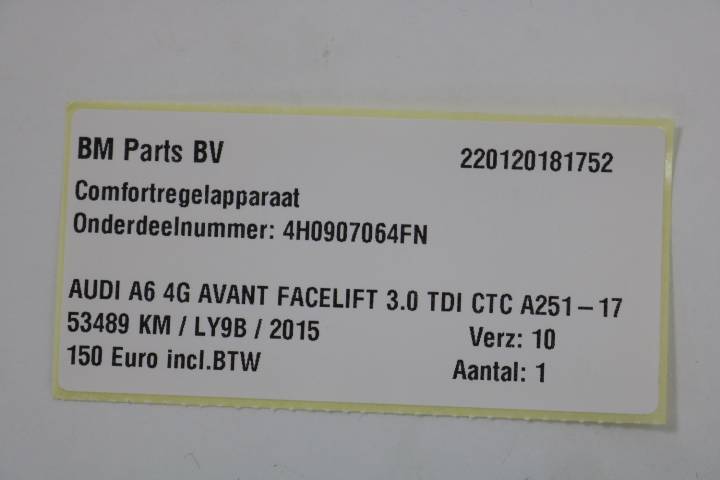 BM Parts BV 220120181752
Comfortregelapparaat
Onderdeelnummer: 4H0907064FN
AUDI A6 4G AVANT FACELIFT 3.0 TDI CTC A251-17
53489 KM / LY9B / 2015 Verz: 10
150 Euro incl.BTW Aantal: 1